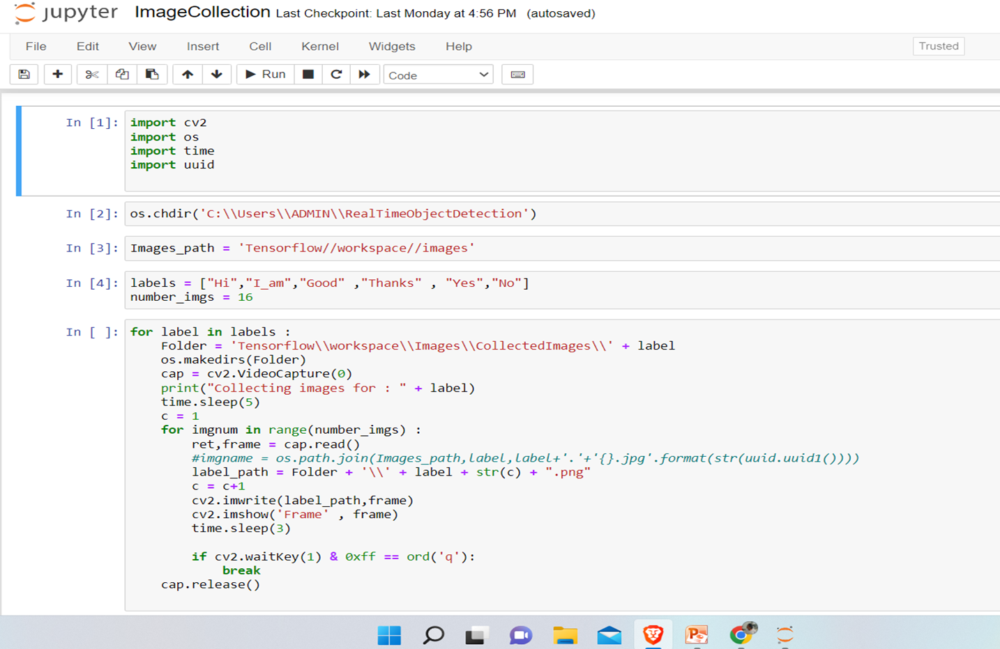 jupyter ImageCollection Last Checkpoint: Last Monday at 4:56 PM (autosaved)
File Edit View Insert Cell Kernel Widgets Help Trusted
Run Code
In [1]: import cv2
import os
import time
import uuid
In [2]: os.chdir('C:\\Users\\ADMIN\\RealTimeObjectDetection')
In [3]: Images_path = 'Tensorflow//workspace//images'
In [4]: labels = ["Hi","I_am","Good" ,"Thanks" , "Yes","No"]
number_imgs = 16
In [ ]: for label in labels :
    Folder = 'Tensorflow\\workspace\\Images\\CollectedImages\\' + label
    os.makedirs(Folder)
    cap = cv2.VideoCapture(0)
    print("Collecting images for : " + label)
    time.sleep(5)
    c = 1
    for imgnum in range(number_imgs) :
        ret,frame = cap.read()
        #imgname = os.path.join(Images_path,label,label+'.'+'{}.jpg'.format(str(uuid.uuid1())))
        label_path = Folder + '\\' + label + str(c) + ".png"
        c = c+1
        cv2.imwrite(label_path,frame)
        cv2.imshow('Frame' , frame)
        time.sleep(3)
        if cv2.waitKey(1) & 0xff == ord('q'):
            break
    cap.release()